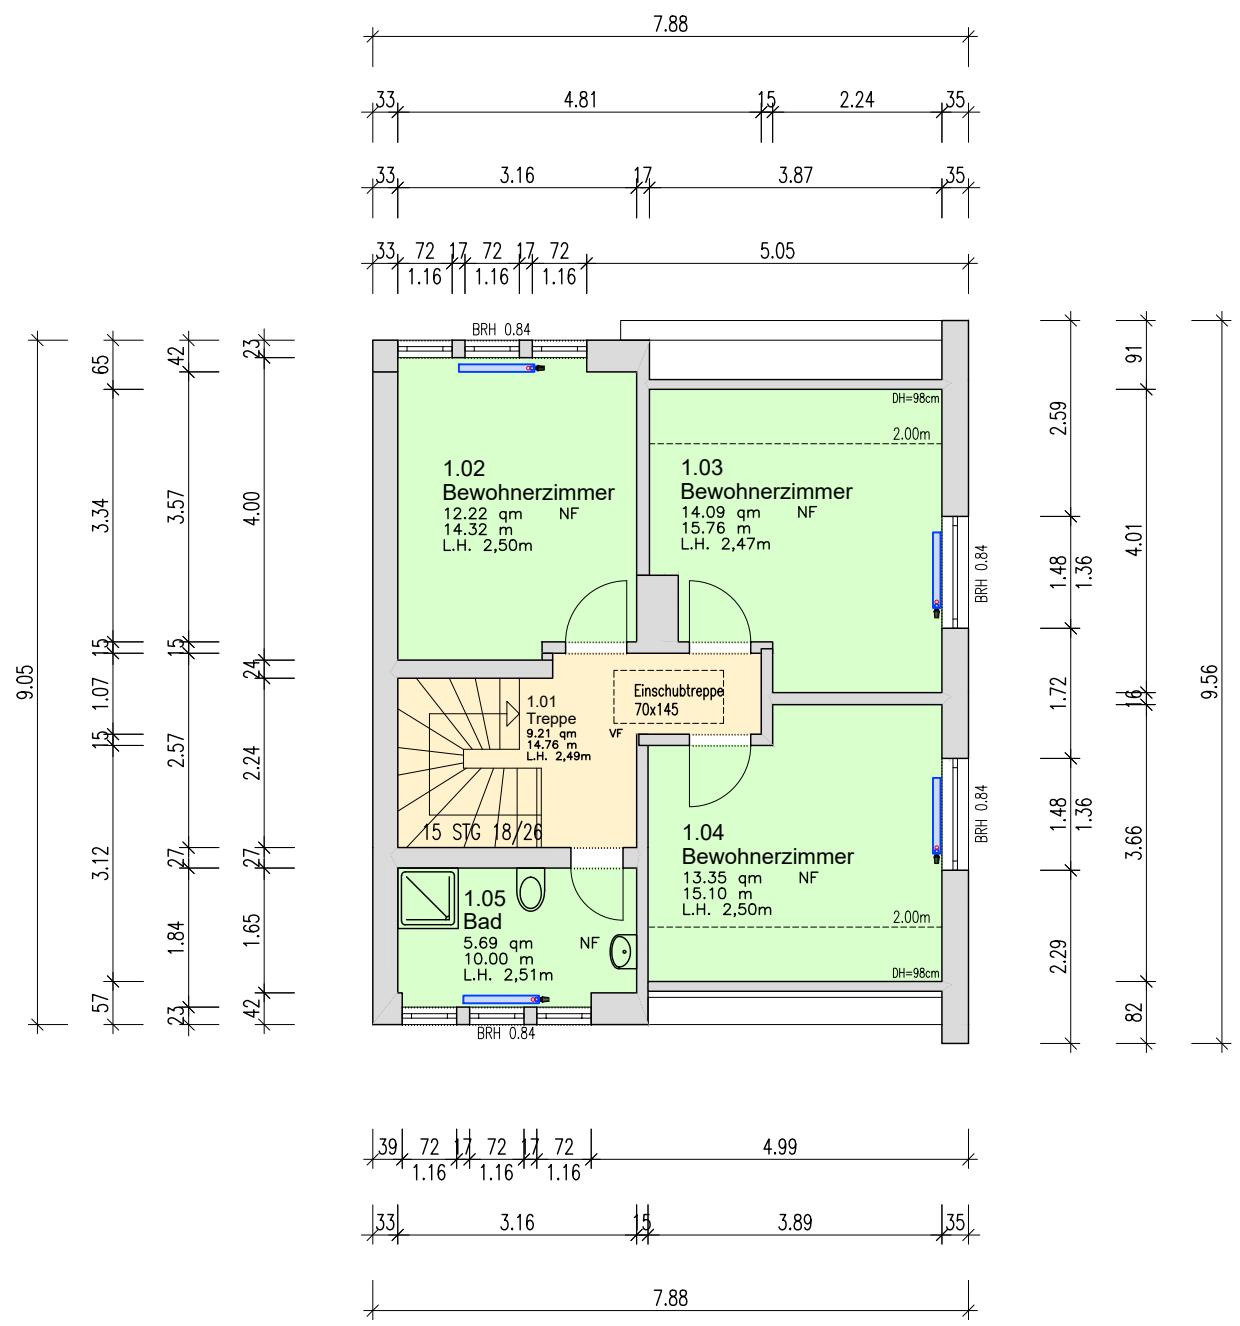 7.88
33 4.81 15 2.24 35
33 3.16 17 3.87 35
33 72 17 72 17 72 5.05
1.16 1.16 1.16
BRH 0.84
9.05
65
3.34
15
1.07
15
3.12
57
42
3.57
15
2.57
27
1.84
23
23
4.00
24
2.24
27
1.65
42
1.02
Bewohnerzimmer
12.22 qm NF
14.32 m
L.H. 2,50m
DH=98cm
2.00m
1.03
Bewohnerzimmer
14.09 qm NF
15.76 m
L.H. 2,47m
BRH 0.84
1.01
Treppe
9.21 qm VF
14.76 m
L.H. 2,49m
Einschubtreppe
70x145
15 STG 18/26
1.04
Bewohnerzimmer
13.35 qm NF
15.10 m
L.H. 2,50m
2.00m
DH=98cm
BRH 0.84
1.05
Bad
5.69 qm NF
10.00 m
L.H. 2,51m
BRH 0.84
2.59
1.48
1.36
1.72
1.48
1.36
2.29
91
4.01
16
3.66
82
9.56
39 72 17 72 17 72 4.99
1.16 1.16 1.16
33 3.16 15 3.89 35
7.88